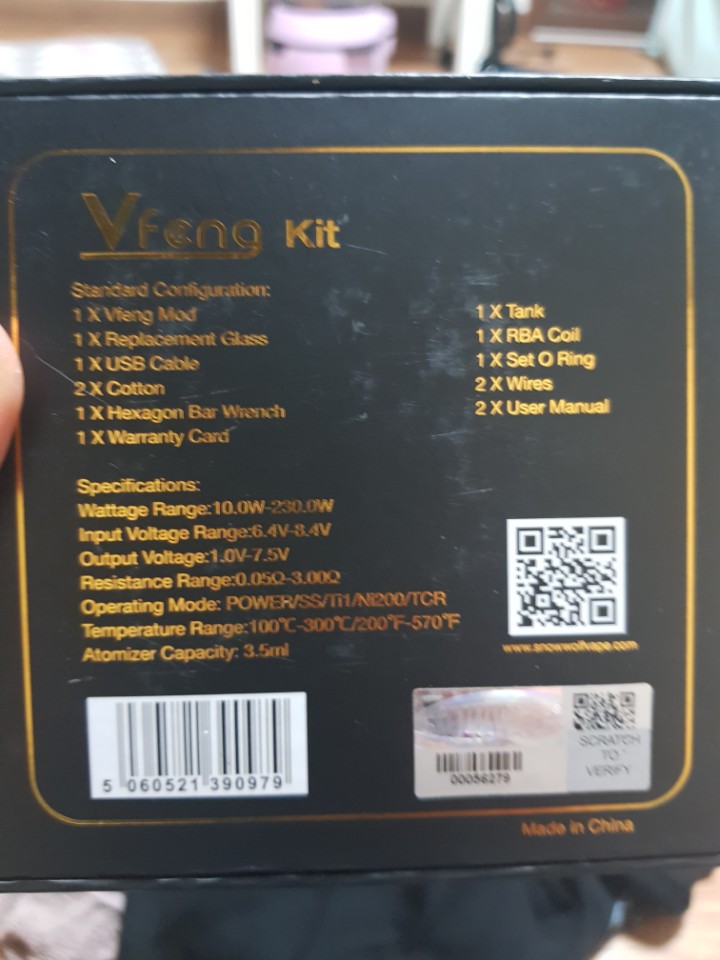 Vfeng Kit
Standard Configuration:
1 X Vfeng Mod
1 X Replacement Glass
1 X USB Cable
2 X Cotton
1 X Hexagon Bar Wrench
1 X Warranty Card
1 X Tank
1 X RBA Coil
1 X Set O Ring
2 X Wires
2 X User Manual
Specifications:
Wattage Range:10.0W-230.0W
Input Voltage Range:6.4V-8.4V
Output Voltage:1.0V-7.5V
Resistance Range:0.05Ω-3.00Ω
Operating Mode: POWER/SS/Ti1/Ni200/TCR
Temperature Range:100℃-300℃/200℉-570℉
Atomizer Capacity: 3.5ml
www.snowwolfvape.com
5 060521 390979
00056279
SCRATCH
TO
VERIFY
Made in China